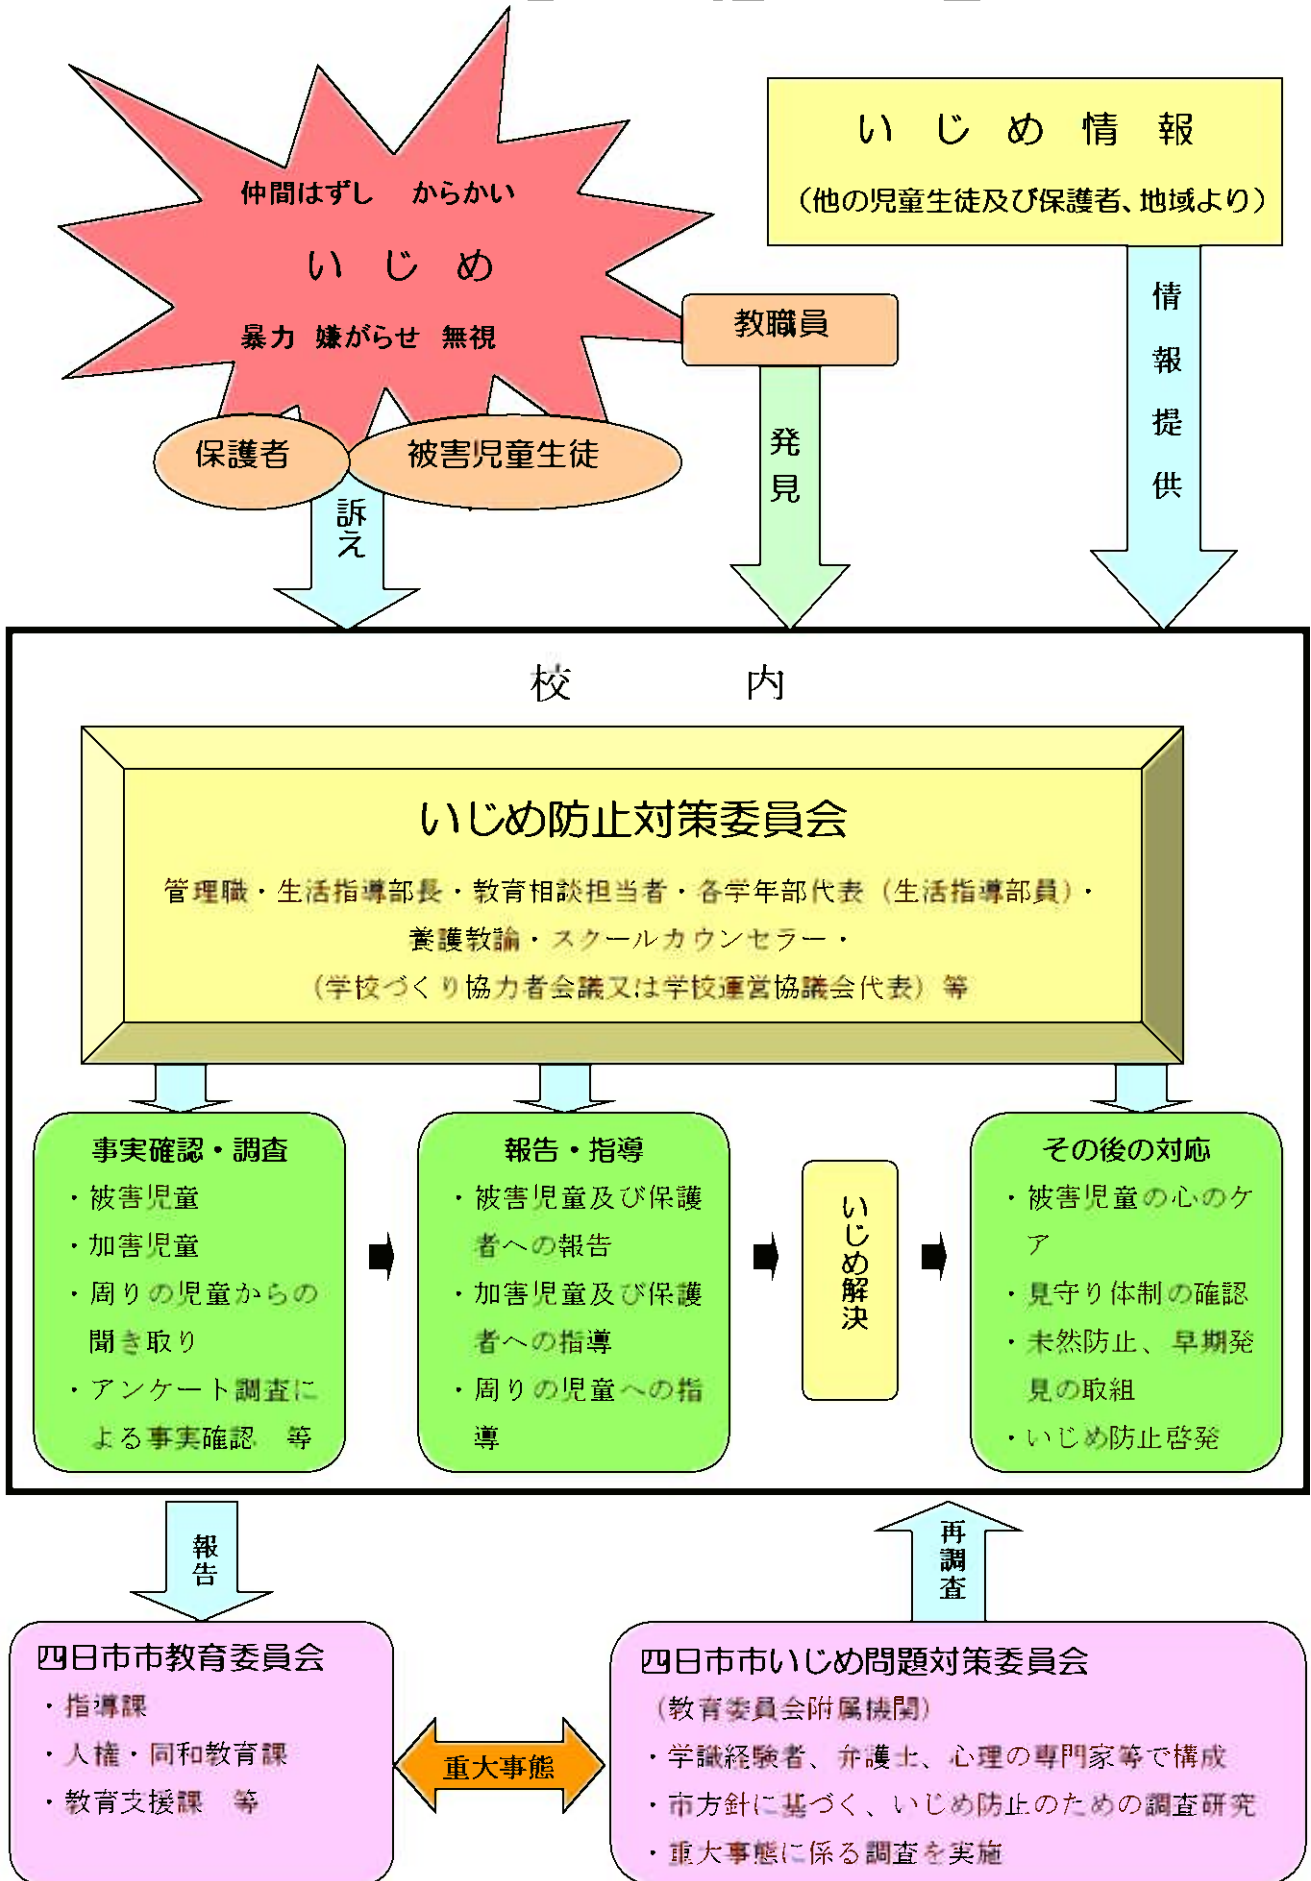 仲間はずし からかい
いじめ
暴力 嫌がらせ 無視
いじめ情報
（他の児童生徒及び保護者、地域より）
教職員
保護者
被害児童生徒
訴え
発見
情報提供
校内
いじめ防止対策委員会
管理職・生活指導部長・教育相談担当者・各学年部代表（生活指導部員）・
養護教諭・スクールカウンセラー・
（学校づくり協力者会議又は学校運営協議会代表）等
事実確認・調査
・被害児童
・加害児童
・周りの児童からの
聞き取り
・アンケート調査に
よる事実確認 等
報告・指導
・被害児童及び保護
者への報告
・加害児童及び保護
者への指導
・周りの児童への指
導
いじめ解決
その後の対応
・被害児童の心のケ
ア
・見守り体制の確認
・未然防止、早期発
見の取組
・いじめ防止啓発
報告
再調査
四日市市教育委員会
・指導課
・人権・同和教育課
・教育支援課 等
重大事態
四日市市いじめ問題対策委員会
（教育委員会附属機関）
・学識経験者、弁護士、心理の専門家等で構成
・市方針に基づく、いじめ防止のための調査研究
・重大事態に係る調査を実施